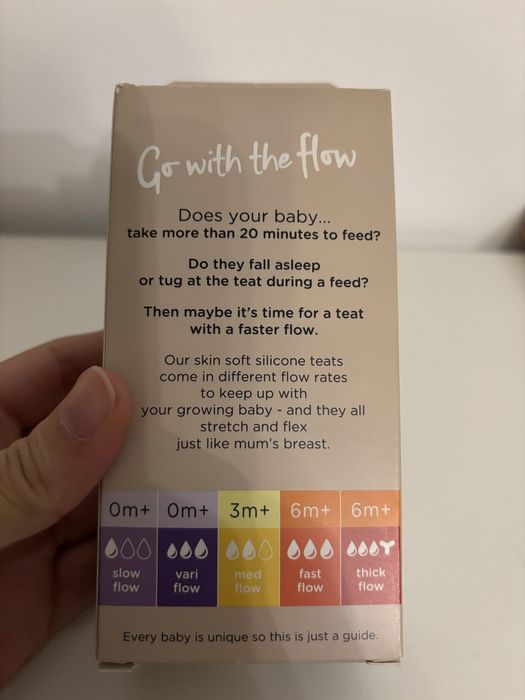 Go with the flow
Does your baby...
take more than 20 minutes to feed?
Do they fall asleep
or tug at the teat during a feed?
Then maybe it's time for a teat
with a faster flow.
Our skin soft silicone teats
come in different flow rates
to keep up with
your growing baby - and they all
stretch and flex
just like mum's breast.
0m+ 0m+ 3m+ 6m+ 6m+
slow vari med fast thick
flow flow flow flow flow
Every baby is unique so this is just a guide.